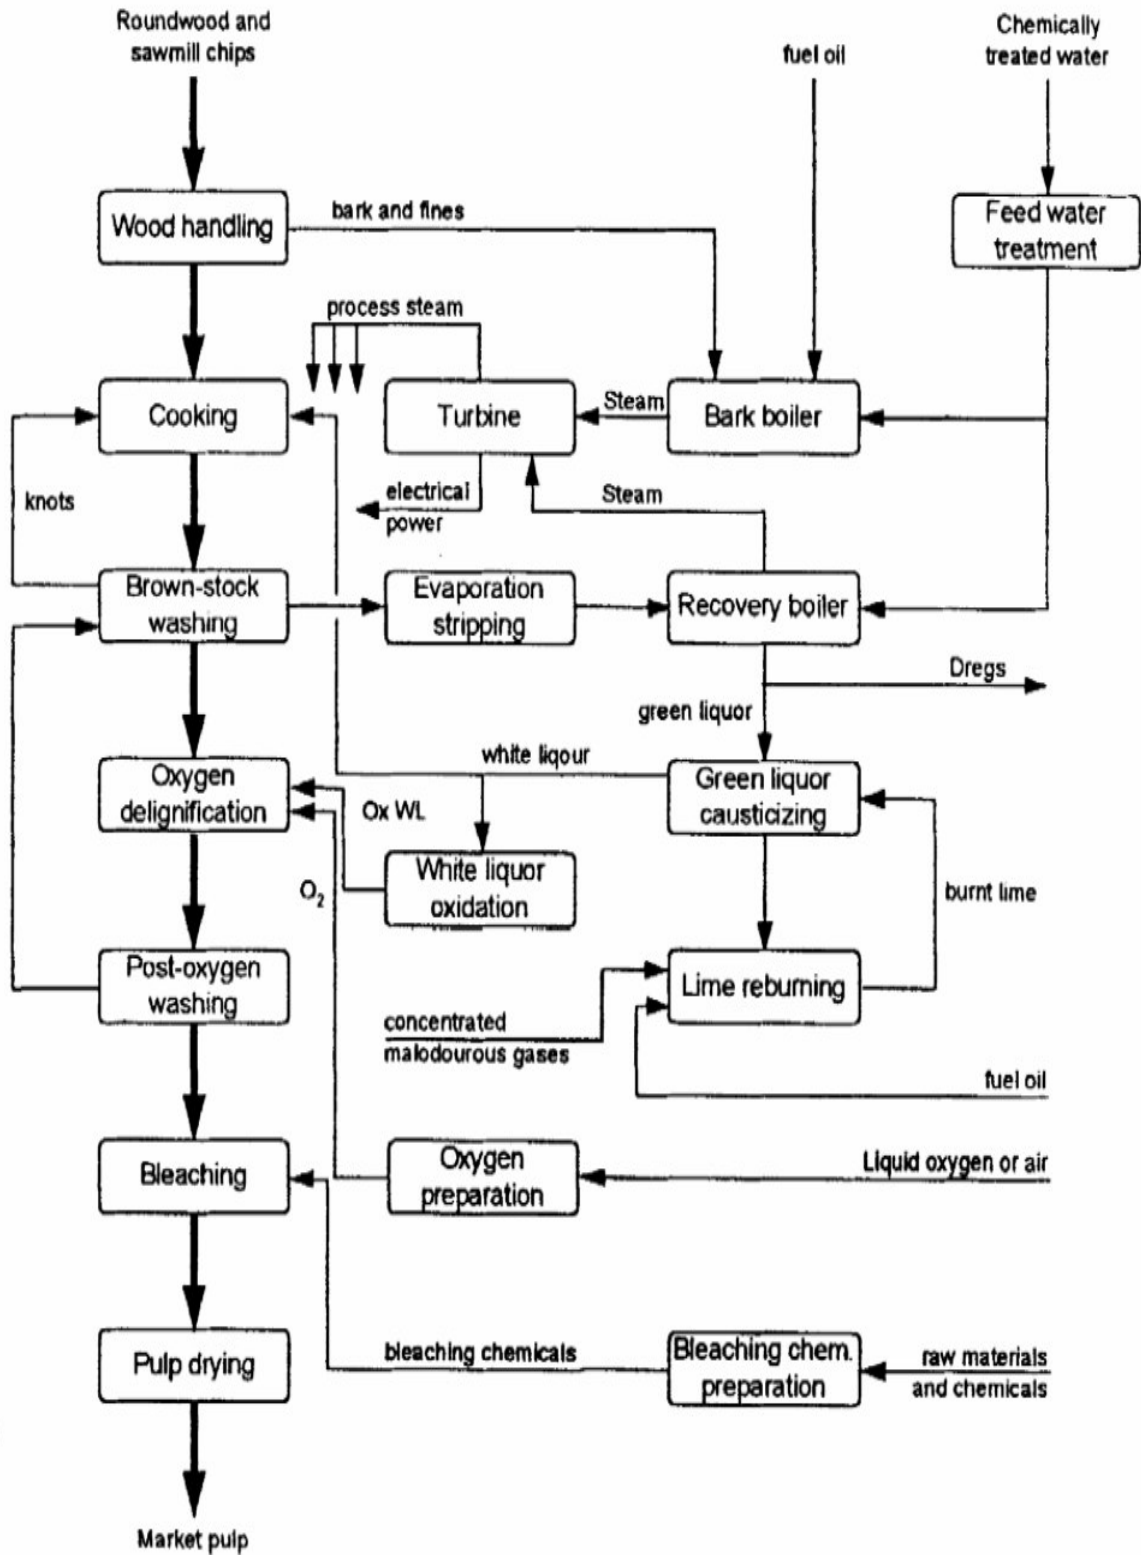 Roundwood and
sawmill chips
fuel oil
Chemically
treated water
Wood handling
bark and fines
Feed water
treatment
process steam
Cooking
Turbine
Steam
Bark boiler
knots
electrical
power
Steam
Brown-stock
washing
Evaporation
stripping
Recovery boiler
Dregs
green liquor
white liqour
Oxygen
delignification
Ox WL
Green liquor
causticizing
O2
White liquor
oxidation
burnt lime
Post-oxygen
washing
Lime reburning
concentrated
malodourous gases
fuel oil
Bleaching
Oxygen
preparation
Liquid oxygen or air
Pulp drying
bleaching chemicals
Bleaching chem.
preparation
raw materials
and chemicals
Market pulp